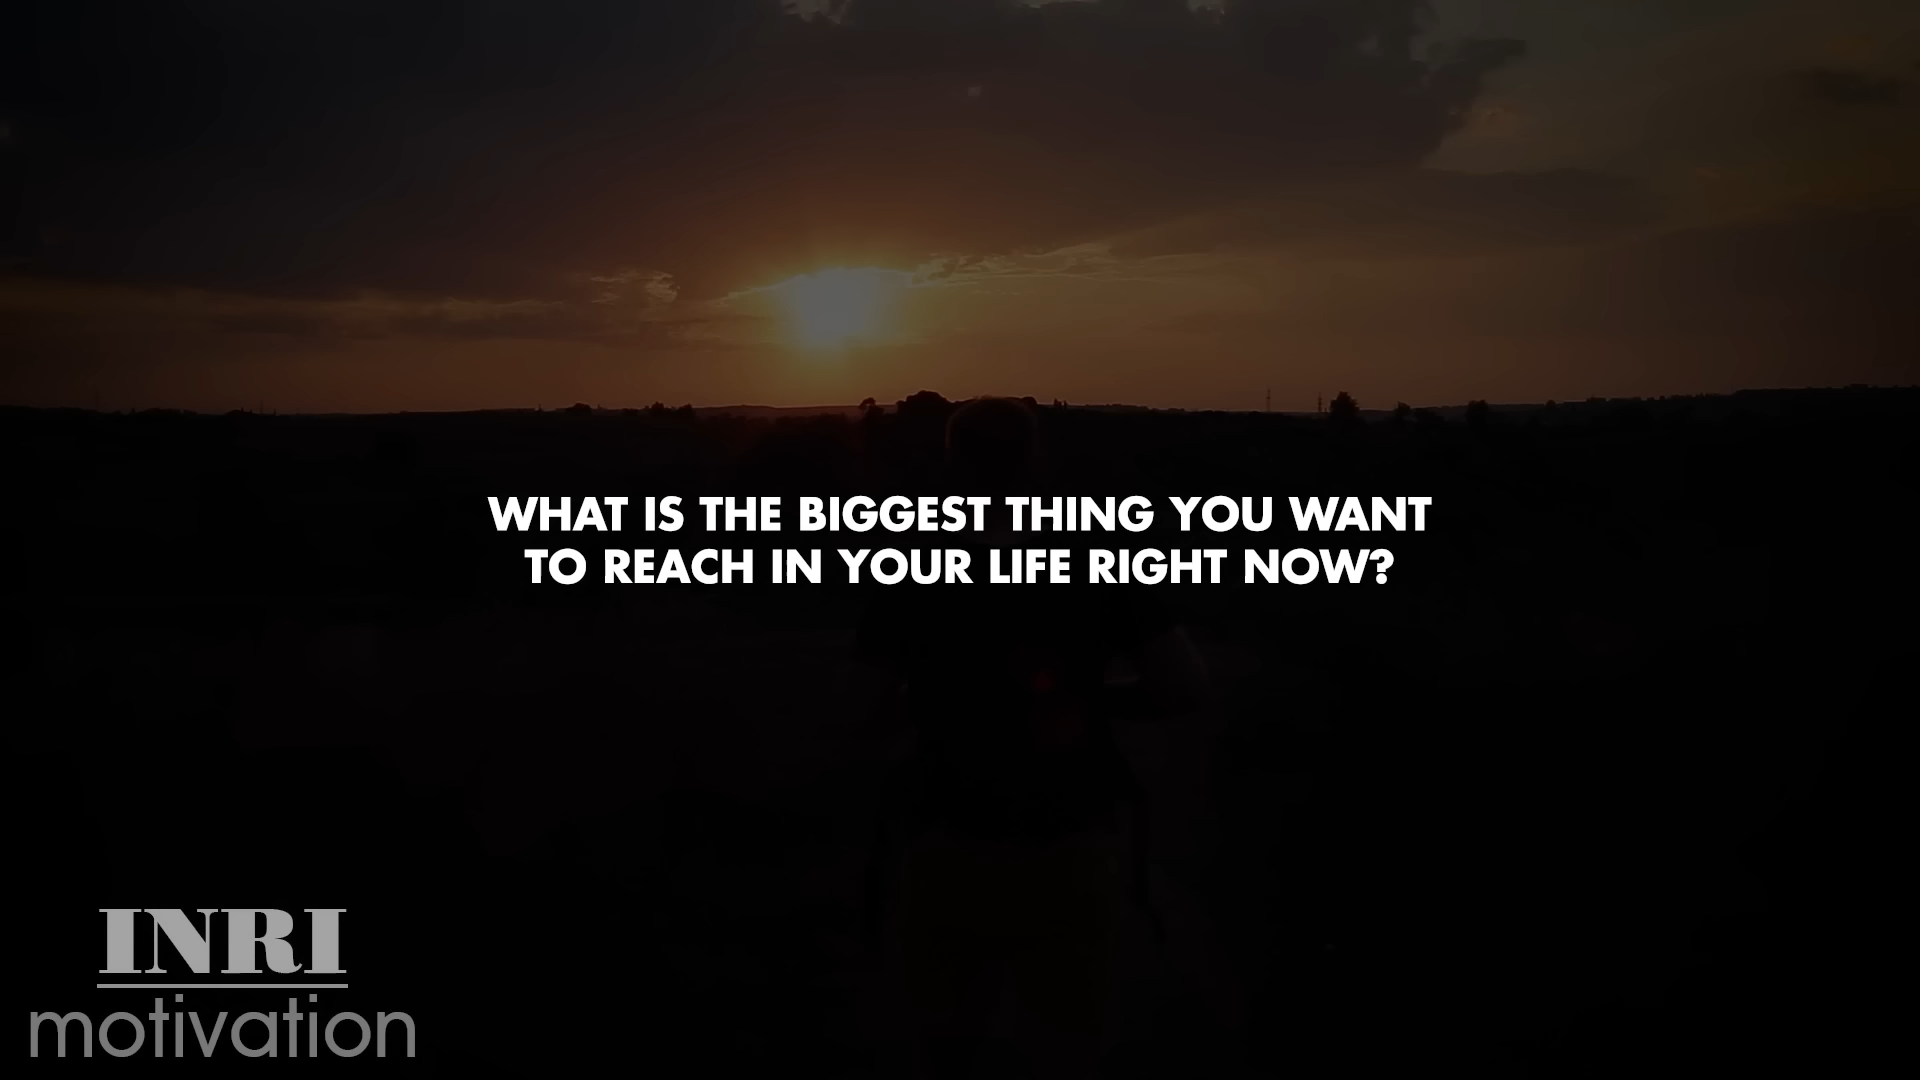 WHAT IS THE BIGGEST THING YOU WANT
TO REACH IN YOUR LIFE RIGHT NOW?
INRI
motivation